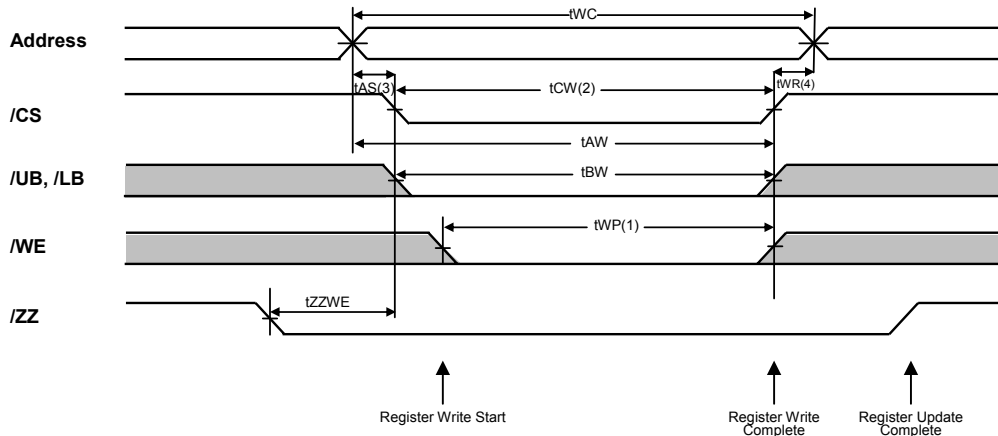 tWC
Address
tAS(3)
tCW(2)
tWR(4)
/CS
tAW
/UB, /LB
tBW
/WE
tWP(1)
/ZZ
tZZWE
Register Write Start
Register Write
Complete
Register Update
Complete